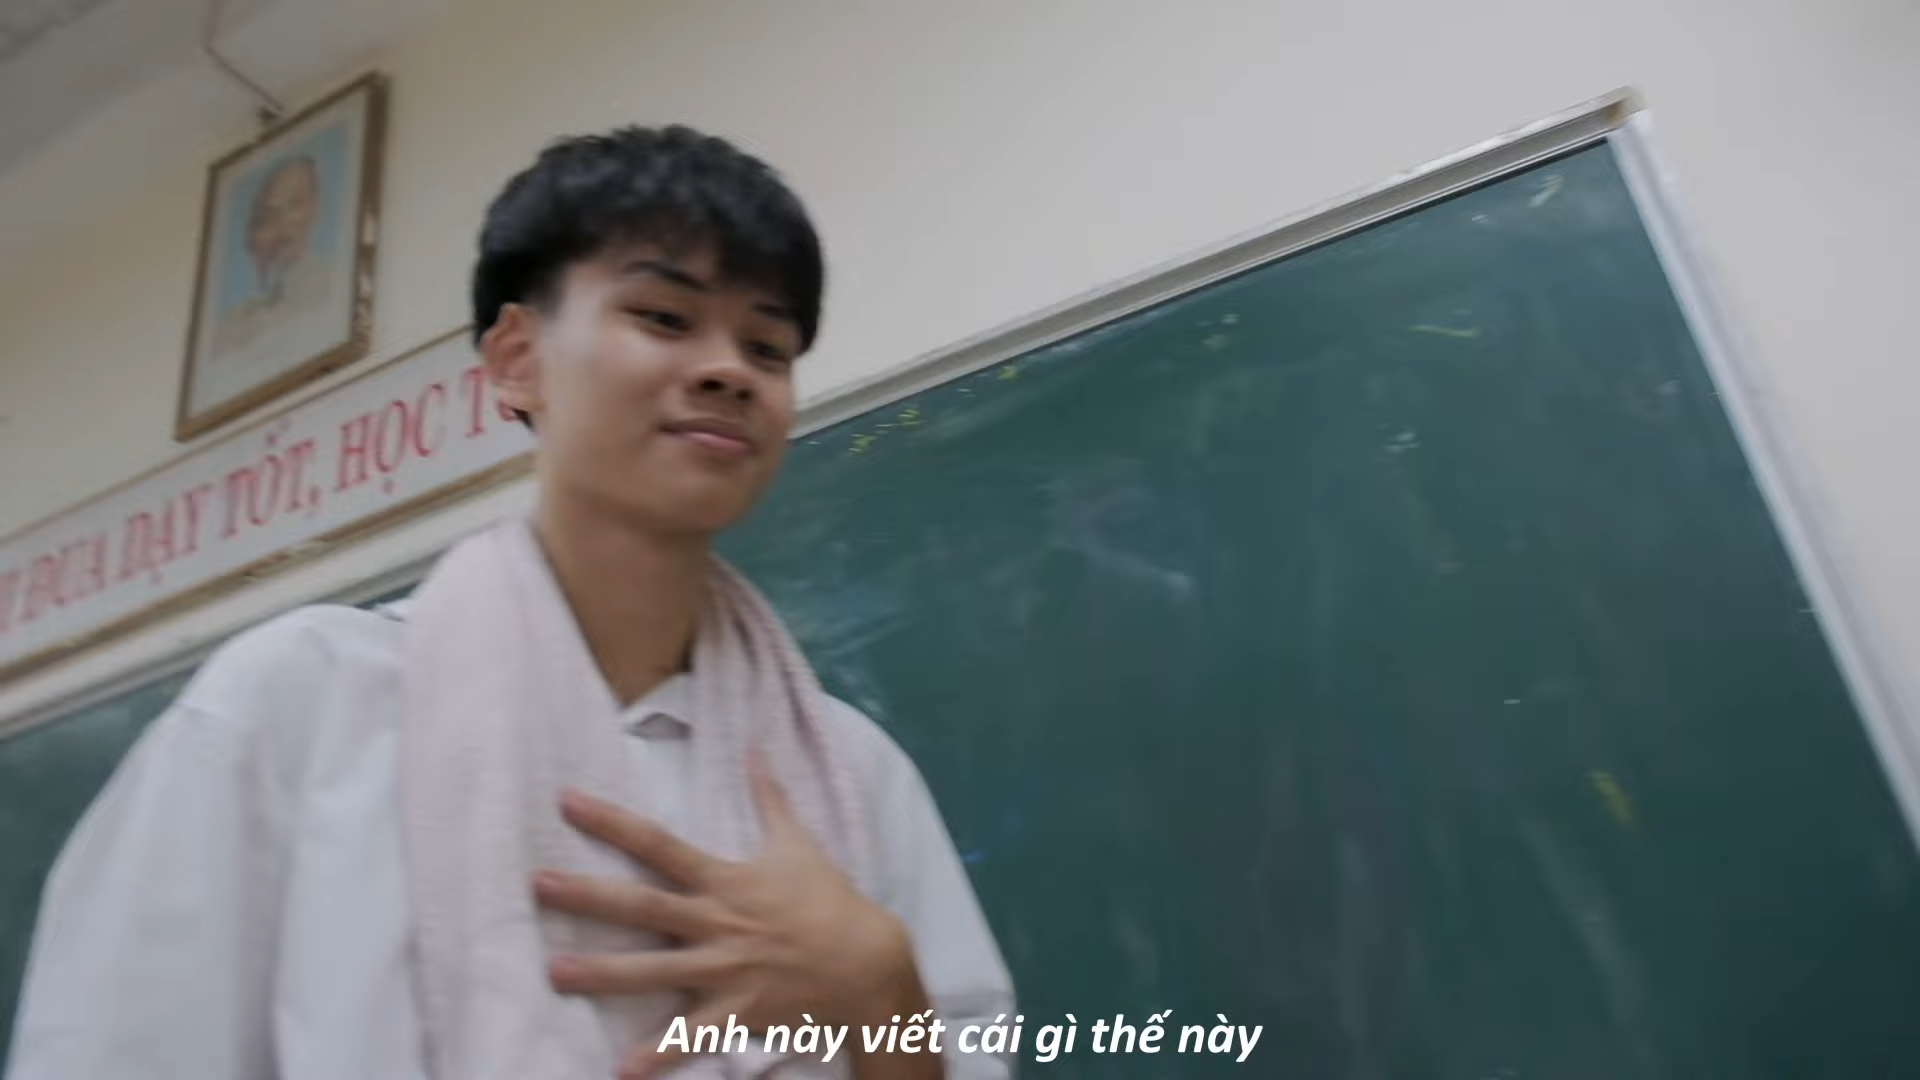 ĐUA DẠY TỐT, HỌC
Anh này viết cái gì thế này